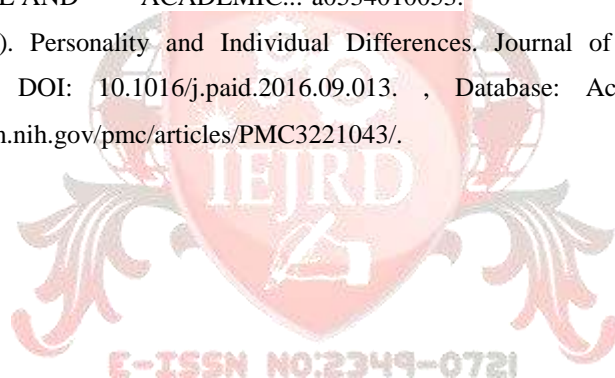 E AND ACADEMIC... a0554010055.
). Personality and Individual Differences. Journal of
DOI: 10.1016/j.paid.2016.09.013. , Database: Ac
n.nih.gov/pmc/articles/PMC3221043/.
IEJRD
E-ISSN NO:2349-0721